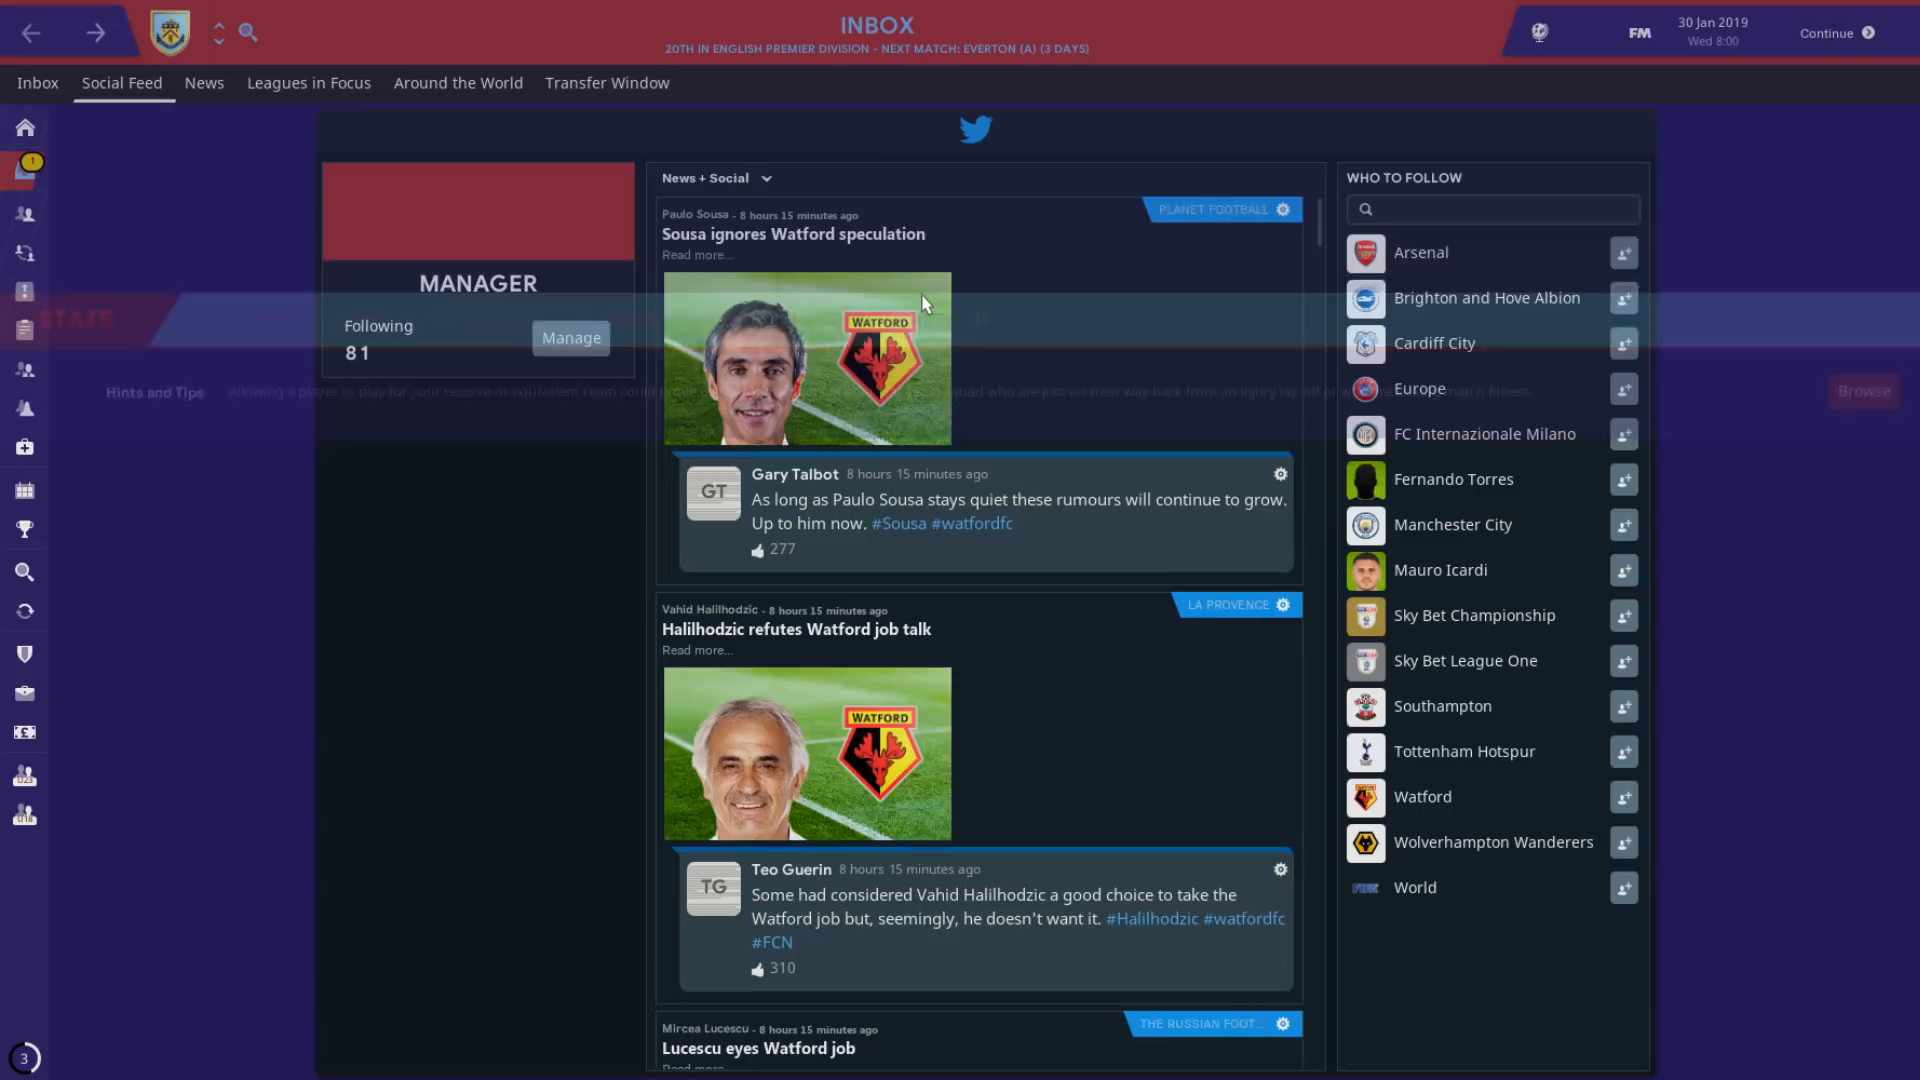 INBOX
20TH IN ENGLISH PREMIER DIVISION - NEXT MATCH: EVERTON (A) (3 DAYS)
FM
30 Jan 2019
Wed 8:00
Continue
Inbox
Social Feed
News
Leagues in Focus
Around the World
Transfer Window
1
MANAGER
Following
81
Manage
STAFF
Hints and Tips
Browse
News + Social
Paulo Sousa - 8 hours 15 minutes ago
PLANET FOOTBALL
Sousa ignores Watford speculation
Read more...
WATFORD
GT
Gary Talbot 8 hours 15 minutes ago
As long as Paulo Sousa stays quiet these rumours will continue to grow.
Up to him now. #Sousa #watfordfc
277
Vahid Halilhodzic - 8 hours 15 minutes ago
LA PROVENCE
Halilhodzic refutes Watford job talk
Read more...
WATFORD
TG
Teo Guerin 8 hours 15 minutes ago
Some had considered Vahid Halilhodzic a good choice to take the
Watford job but, seemingly, he doesn't want it. #Halilhodzic #watfordfc
#FCN
310
Mircea Lucescu - 8 hours 15 minutes ago
THE RUSSIAN FOOT...
Lucescu eyes Watford job
Read more...
WHO TO FOLLOW
Arsenal
Brighton and Hove Albion
Cardiff City
Europe
FC Internazionale Milano
Fernando Torres
Manchester City
Mauro Icardi
Sky Bet Championship
Sky Bet League One
Southampton
Tottenham Hotspur
Watford
Wolverhampton Wanderers
World
U23
U18
3